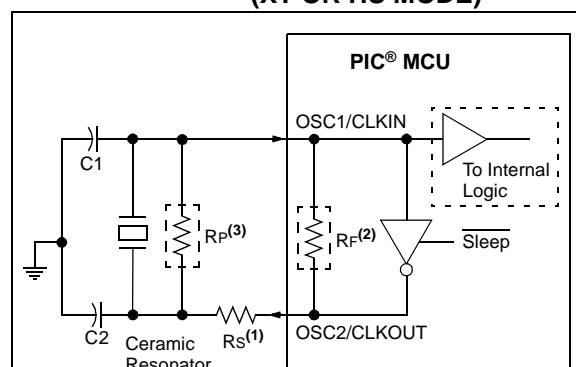 (XT OR HS MODE)
PIC® MCU
OSC1/CLKIN
C1
To Internal
Logic
RP(3)
RF(2)
Sleep
C2
Ceramic
Resonator
RS(1)
OSC2/CLKOUT